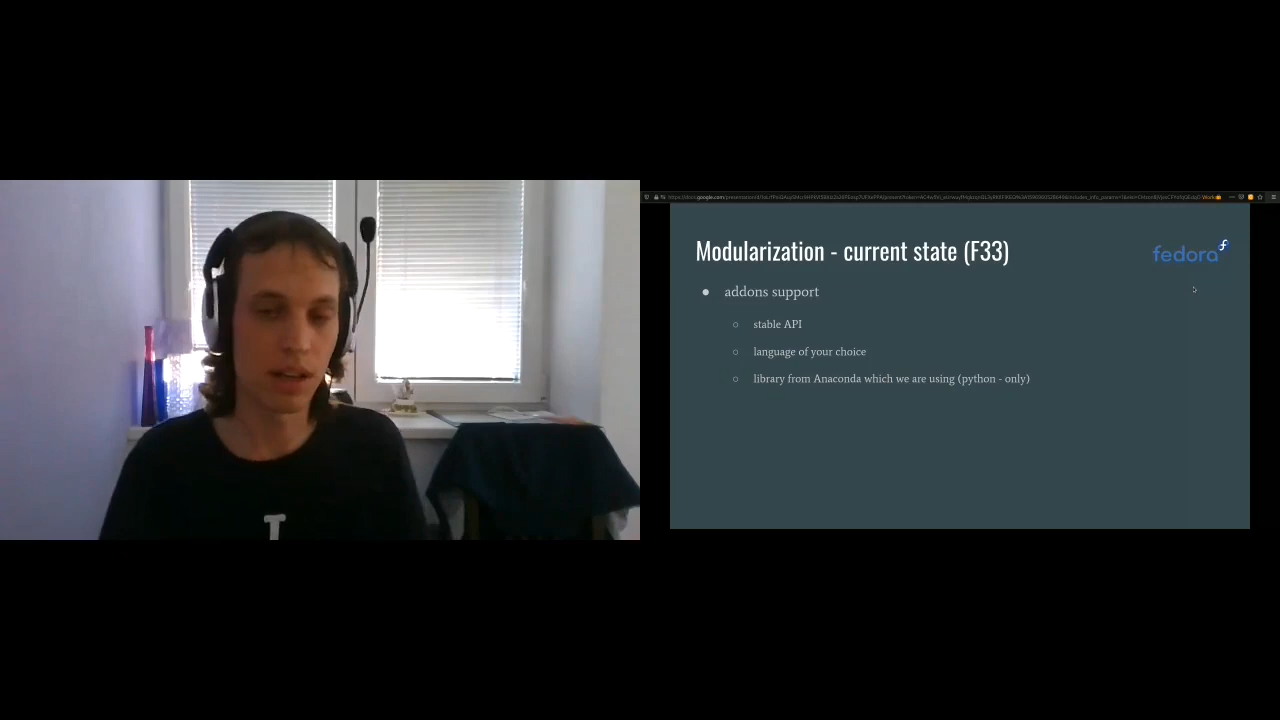 Modularization - current state (F33)
fedora
addons support
stable API
language of your choice
library from Anaconda which we are using (python - only)